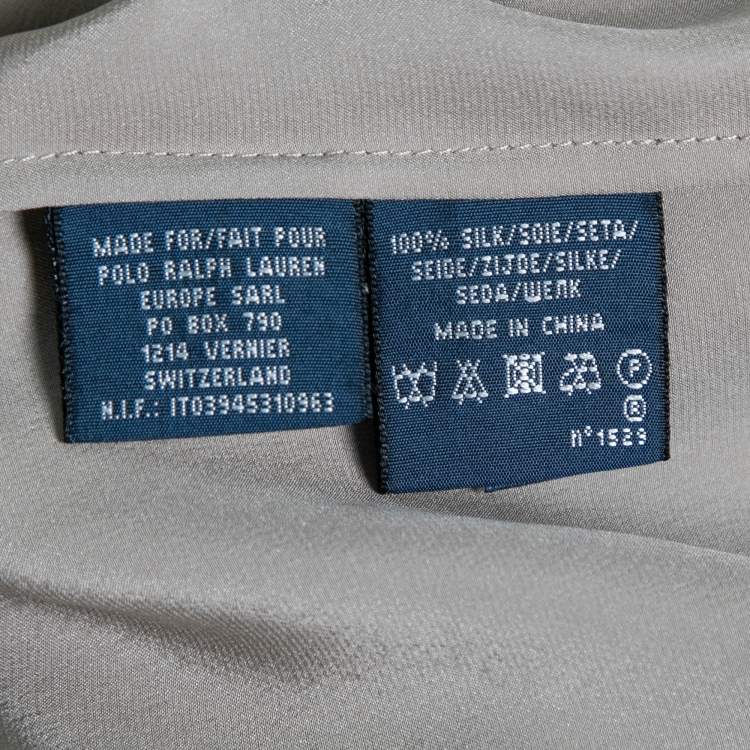 MADE FOR/FAIT POUR
POLO RALPH LAUREN
EUROPE SARL
PO BOX 790
1214 VERNIER
SWITZERLAND
N.I.F.: IT03945310963
100% SILK/SOIE/SETA/
SEIDE/ZIJDE/SILKE/
SEDA/ШЕЛК
MADE IN CHINA
P
®
n°1529